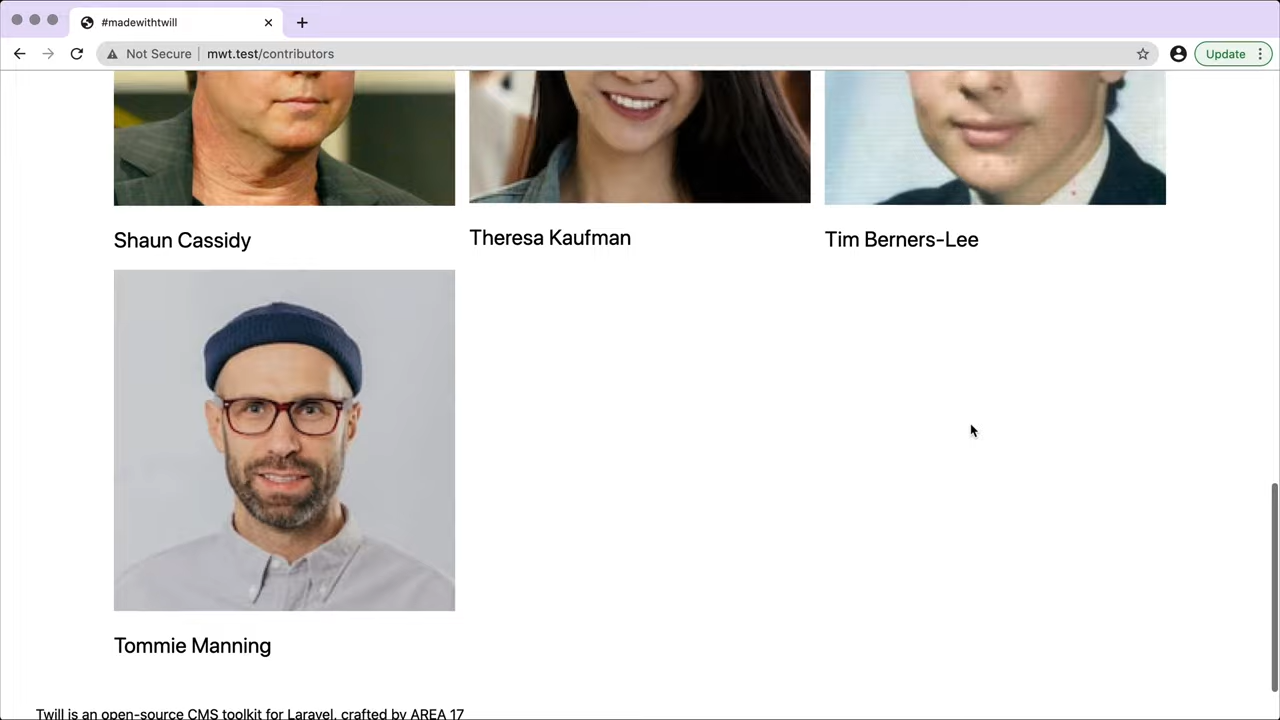 #madewithtwill
Not Secure
mwt.test/contributors
Update
Shaun Cassidy
Theresa Kaufman
Tim Berners-Lee
Tommie Manning
Twill is an open-source CMS toolkit for Laravel, crafted by AREA 17